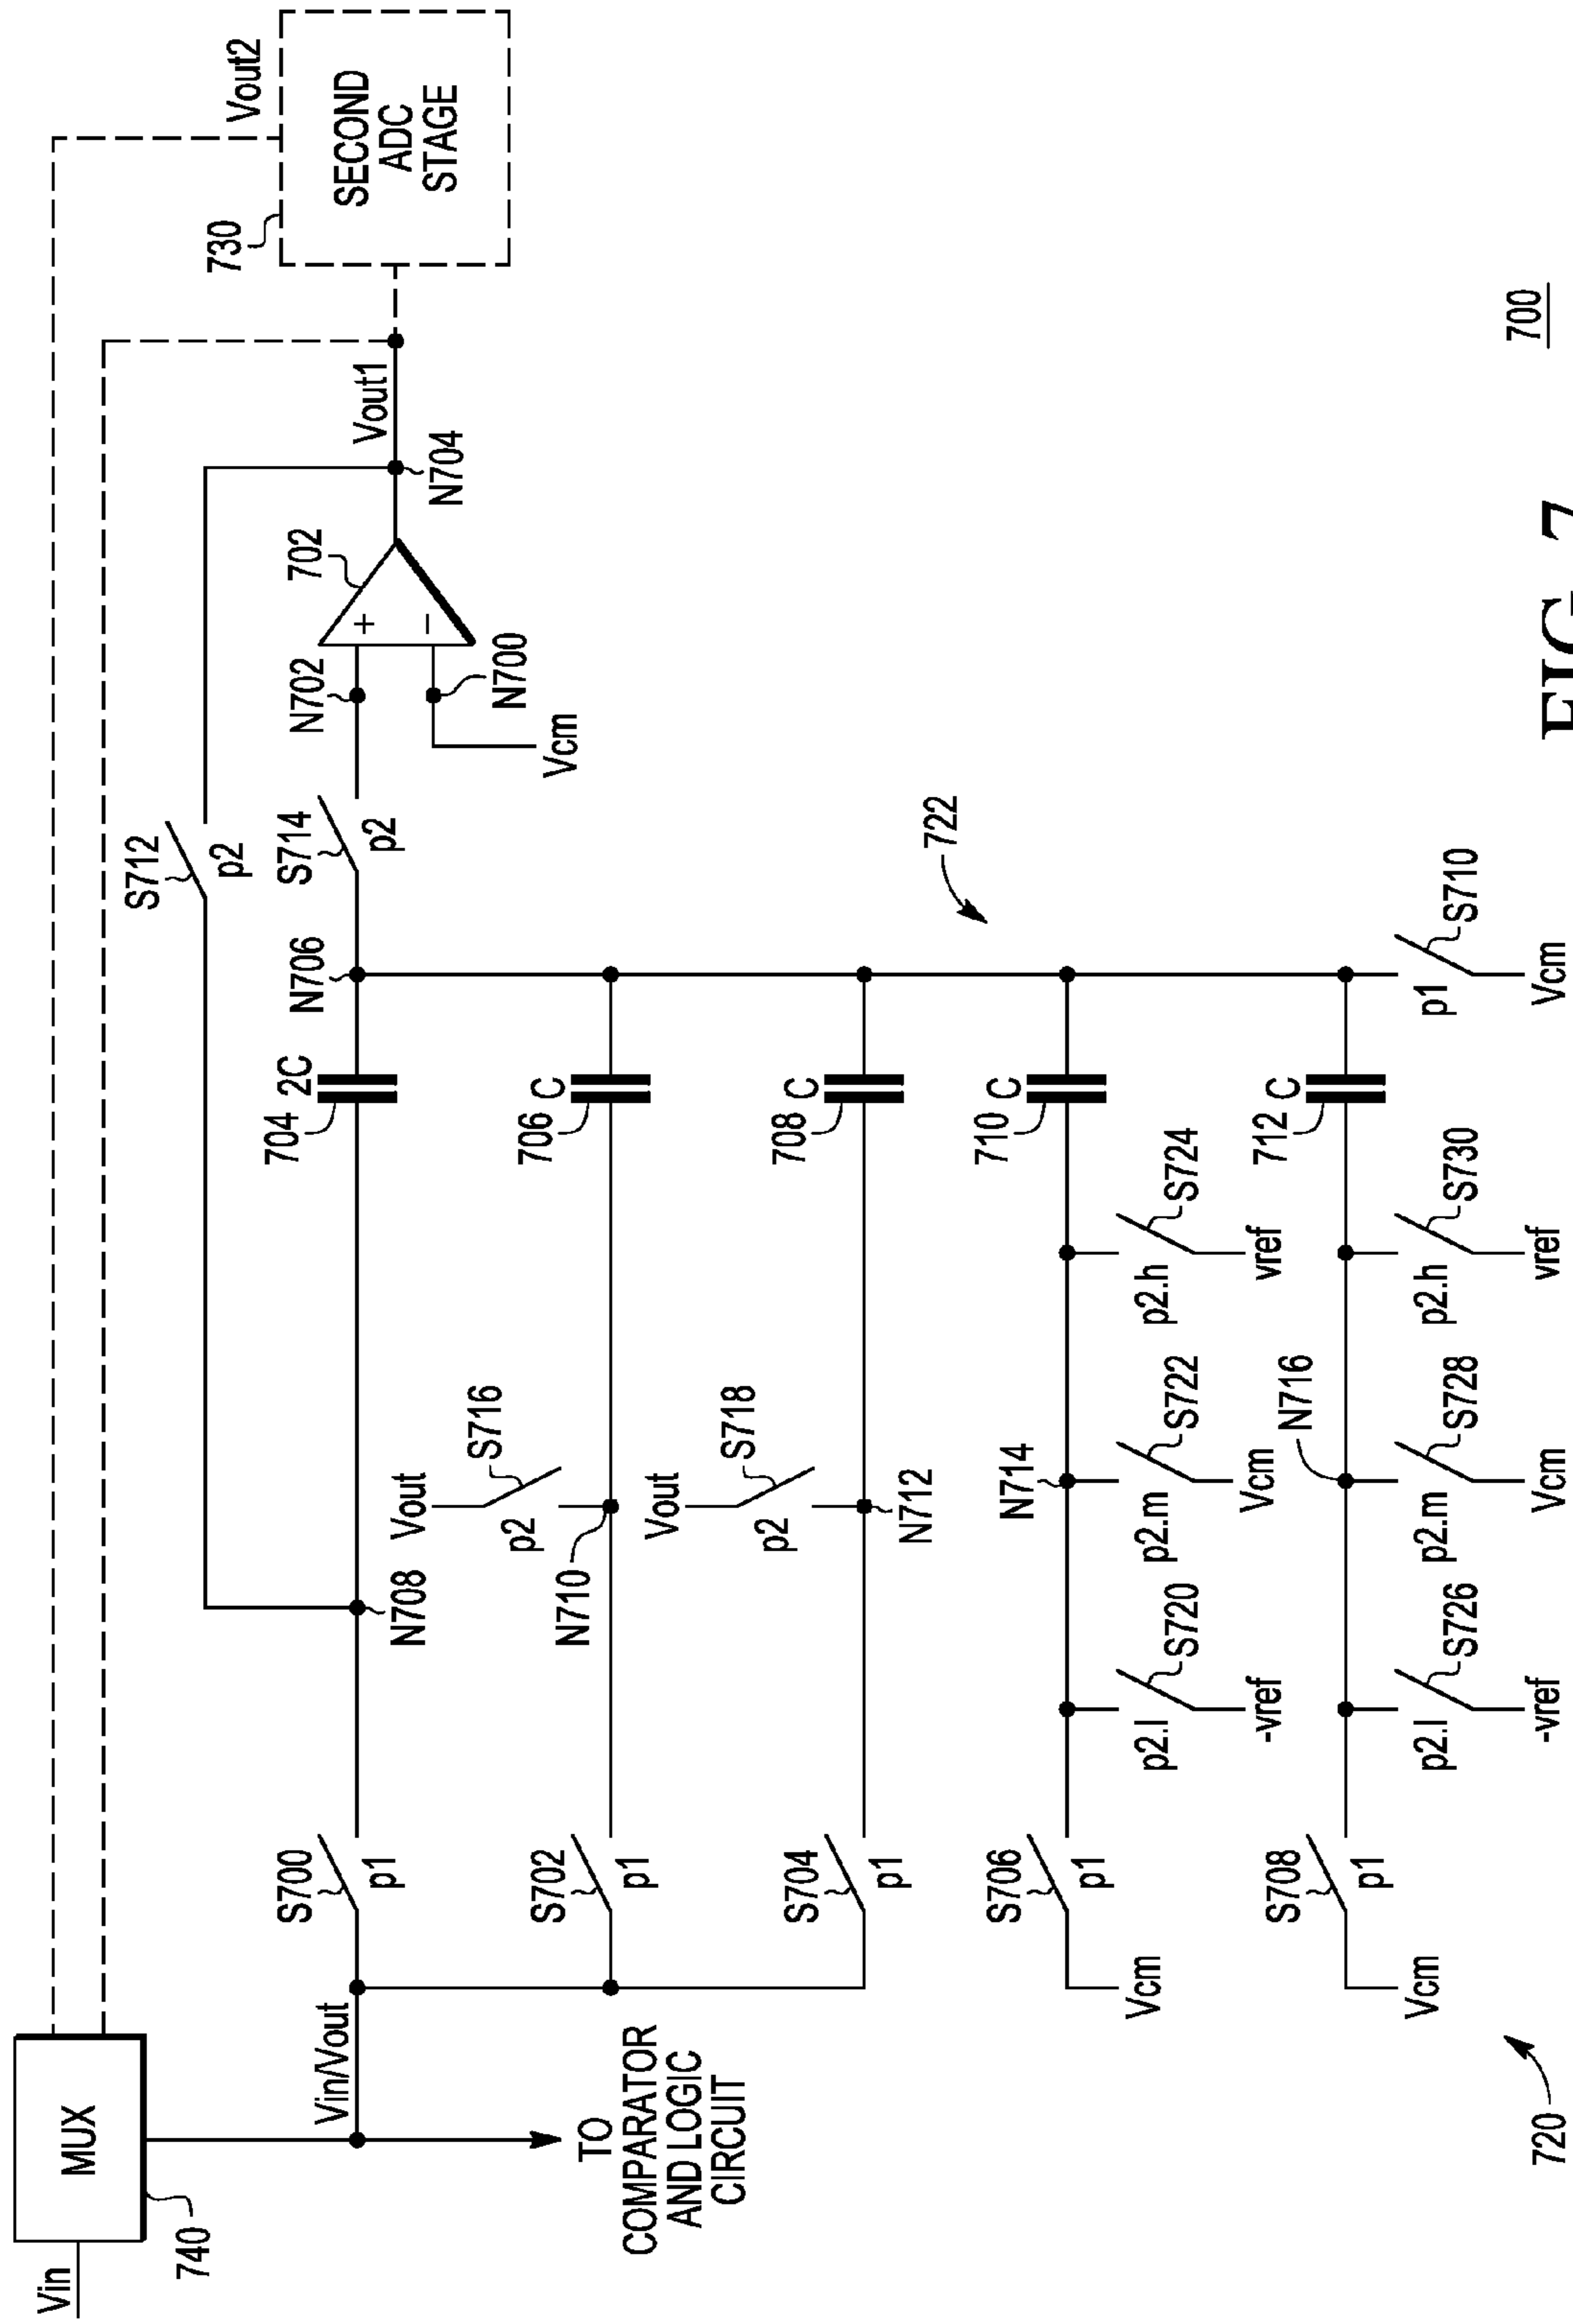 Vin
MUX
740
Vout2
730
SECOND
ADC
STAGE
S712
p2
Vin/Vout
S700
p1
N708
704
2C
N706
S714
p2
N702
+
−
702
N700
Vcm
Vout1
N704
TO
COMPARATOR
AND LOGIC
CIRCUIT
S702
p1
Vout
S716
p2
N710
706
C
S704
p1
Vout
S718
p2
N712
708
C
722
S706
p1
Vcm
N714
p2.l
S720
-vref
p2.m
S722
Vcm
p2.h
S724
vref
710
C
S708
p1
Vcm
N716
p2.l
S726
-vref
p2.m
S728
Vcm
p2.h
S730
vref
712
C
p1
S710
Vcm
720
700
FIG. 7